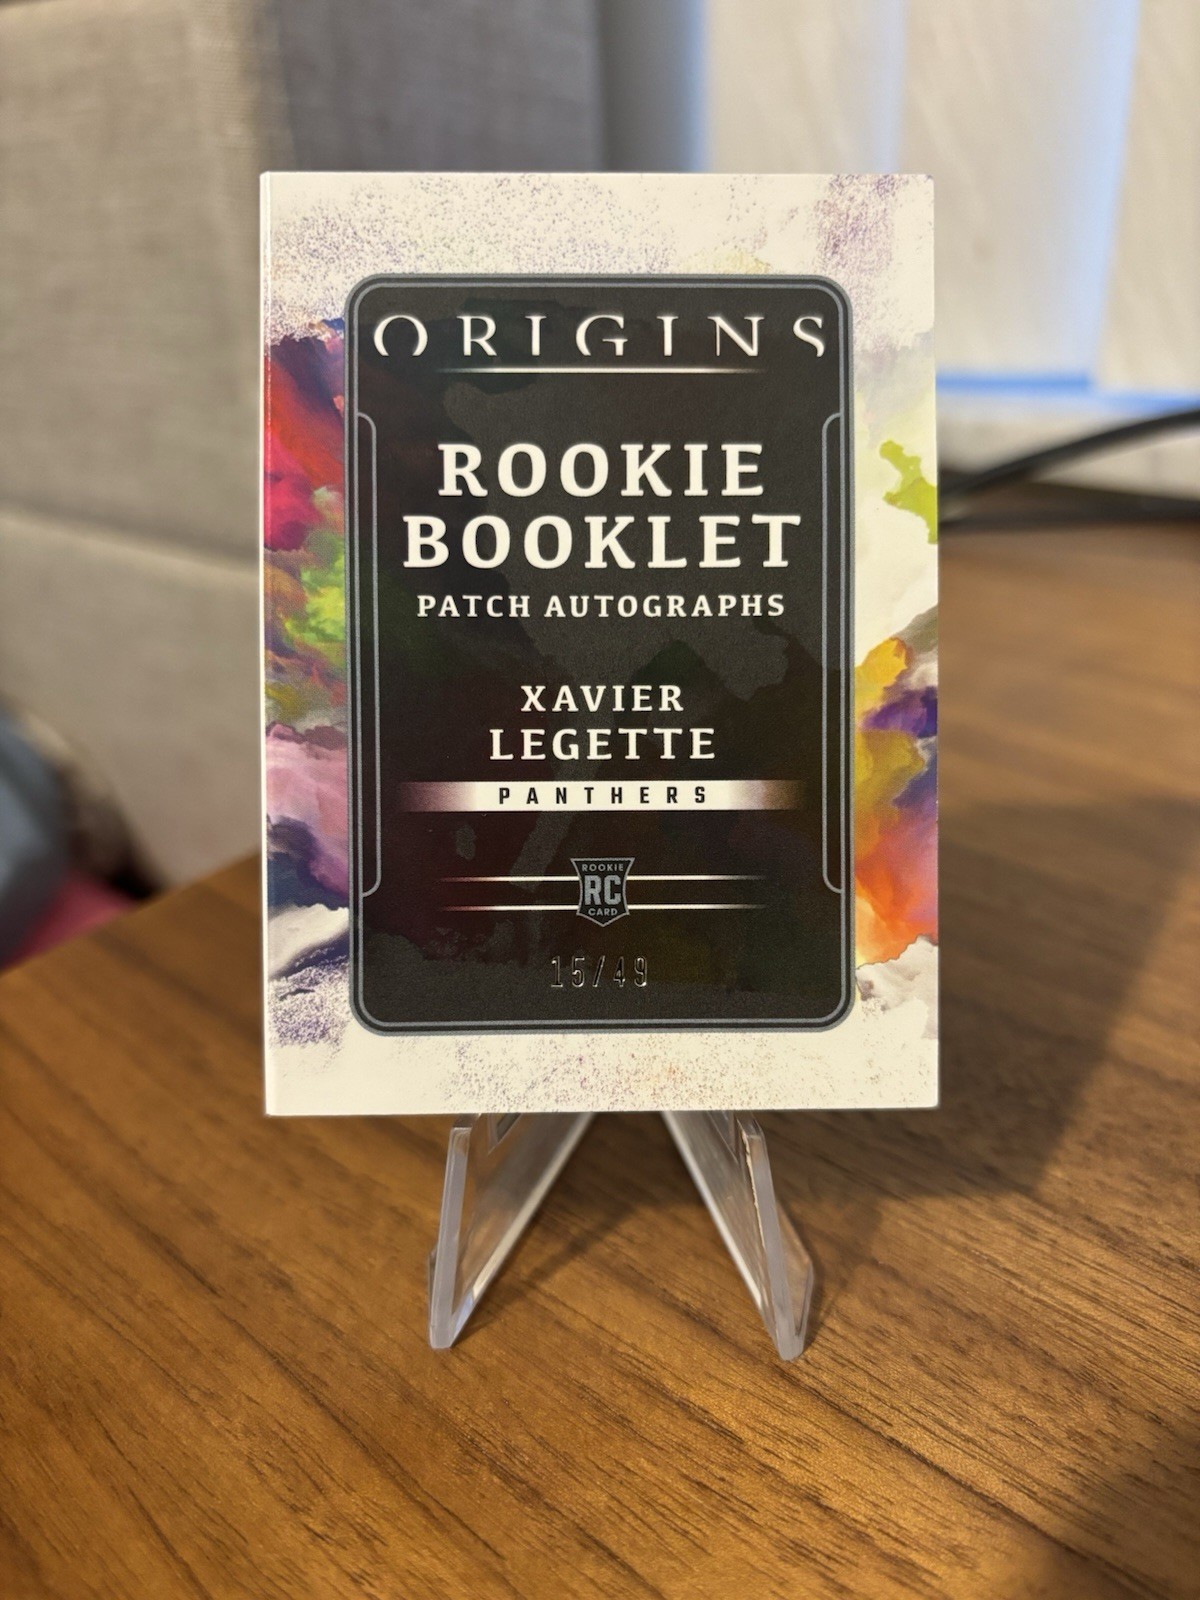 ORIGINS
ROOKIE
BOOKLET
PATCH AUTOGRAPHS
XAVIER
LEGETTE
PANTHERS
ROOKIE
RC
CARD
15/49